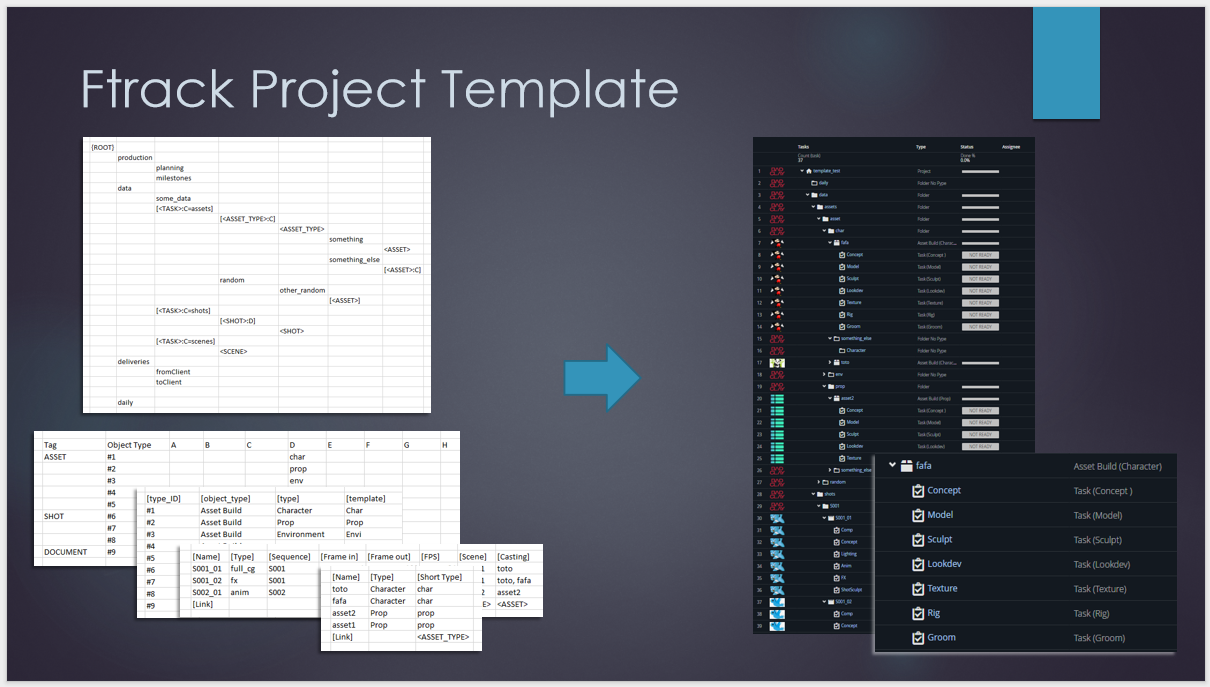 Ftrack Project Template
{ROOT}
production
planning
milestones
data
some_data
[<TASK>:C=assets]
[<ASSET_TYPE>:C]
<ASSET_TYPE>
something
<ASSET>
something_else
[<ASSET>:C]
random
other_random
[<ASSET>]
[<TASK>:C=shots]
[<SHOT>:D]
<SHOT>
[<TASK>:C=scenes]
<SCENE>
deliveries
fromClient
toClient
daily
Tag Object Type A B C D E F G H
ASSET #1 char
#2 prop
#3 env
#4
#5
SHOT #6
#7
#8
DOCUMENT #9
[type_ID] [object_type] [type] [template]
#1 Asset Build Character Char
#2 Asset Build Prop Prop
#3 Asset Build Environment Envi
#4
#5
#6
#7
#8
#9
[Name] [Type] [Sequence] [Frame in] [Frame out] [FPS] [Scene] [Casting]
S001_01 full_cg S001 1 toto
S001_02 fx S001 1 toto, fafa
S002_01 anim S002 2 asset2
[Link] E> <ASSET>
[Name] [Type] [Short Type]
toto Character char
fafa Character char
asset2 Prop prop
asset1 Prop prop
[Link] <ASSET_TYPE>
Tasks Type Status Assignee
Count (task) Done %
37 0.0%
1 template_test Project
2 daily Folder No Pype
3 data Folder
4 assets Folder
5 asset Folder
6 char Folder
7 fafa Asset Build (Charac...
8 Concept Task (Concept ) NOT READY
9 Model Task (Model) NOT READY
10 Sculpt Task (Sculpt) NOT READY
11 Lookdev Task (Lookdev) NOT READY
12 Texture Task (Texture) NOT READY
13 Rig Task (Rig) NOT READY
14 Groom Task (Groom) NOT READY
15 something_else Folder No Pype
16 Character Folder No Pype
17 toto Asset Build (Charac...
18 env Folder No Pype
19 prop Folder
20 asset2 Asset Build (Prop)
21 Concept Task (Concept ) NOT READY
22 Model Task (Model) NOT READY
23 Sculpt Task (Sculpt) NOT READY
24 Lookdev Task (Lookdev) NOT READY
25 Texture
26 something_else
27 random
28 shots
29 S001
30 S001_01
31 Comp
32 Concept
33 Lighting
34 Anim
35 FX
36 ShotSculpt
37 S001_02
38 Comp
39 Concept
fafa Asset Build (Character)
Concept Task (Concept )
Model Task (Model)
Sculpt Task (Sculpt)
Lookdev Task (Lookdev)
Texture Task (Texture)
Rig Task (Rig)
Groom Task (Groom)